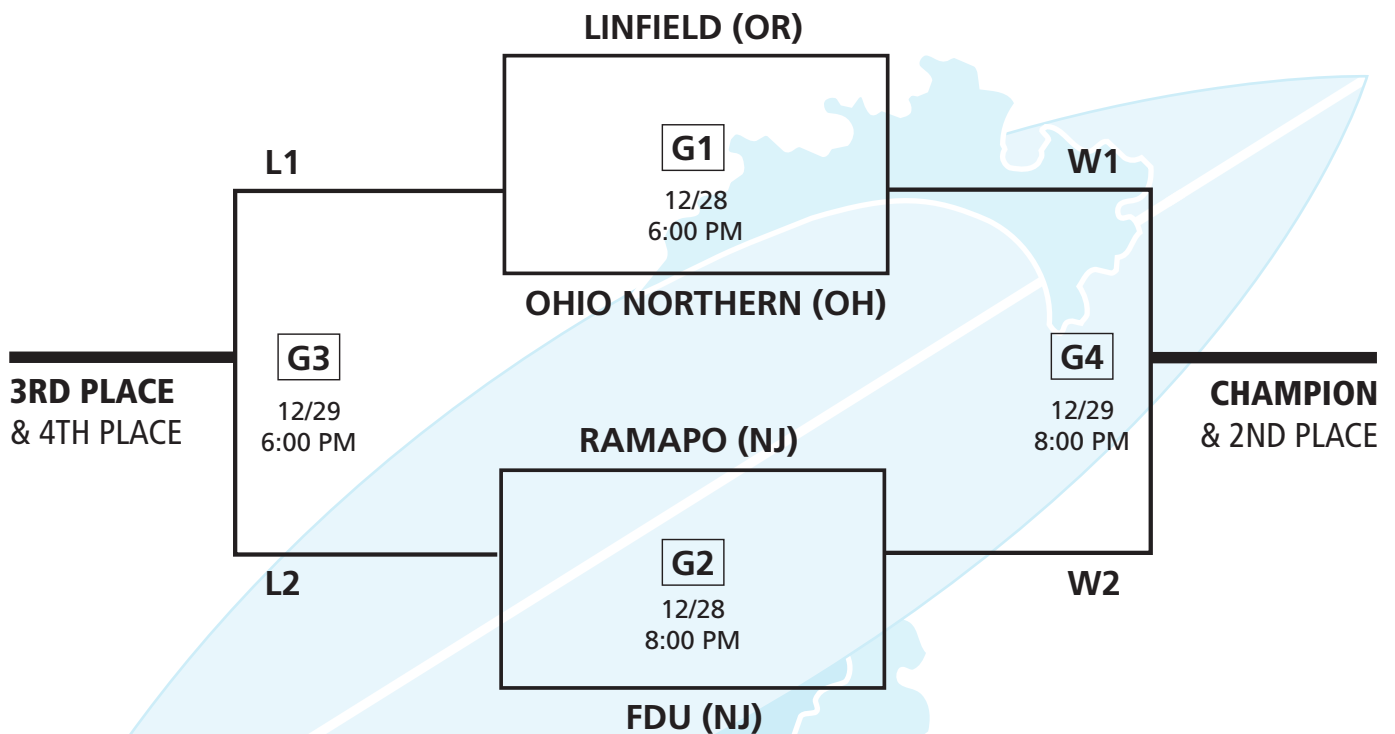 LINFIELD (OR)
G1
12/28
6:00 PM
L1
W1
OHIO NORTHERN (OH)
G3
12/29
6:00 PM
3RD PLACE
& 4TH PLACE
G4
12/29
8:00 PM
CHAMPION
& 2ND PLACE
RAMAPO (NJ)
G2
12/28
8:00 PM
L2
W2
FDU (NJ)